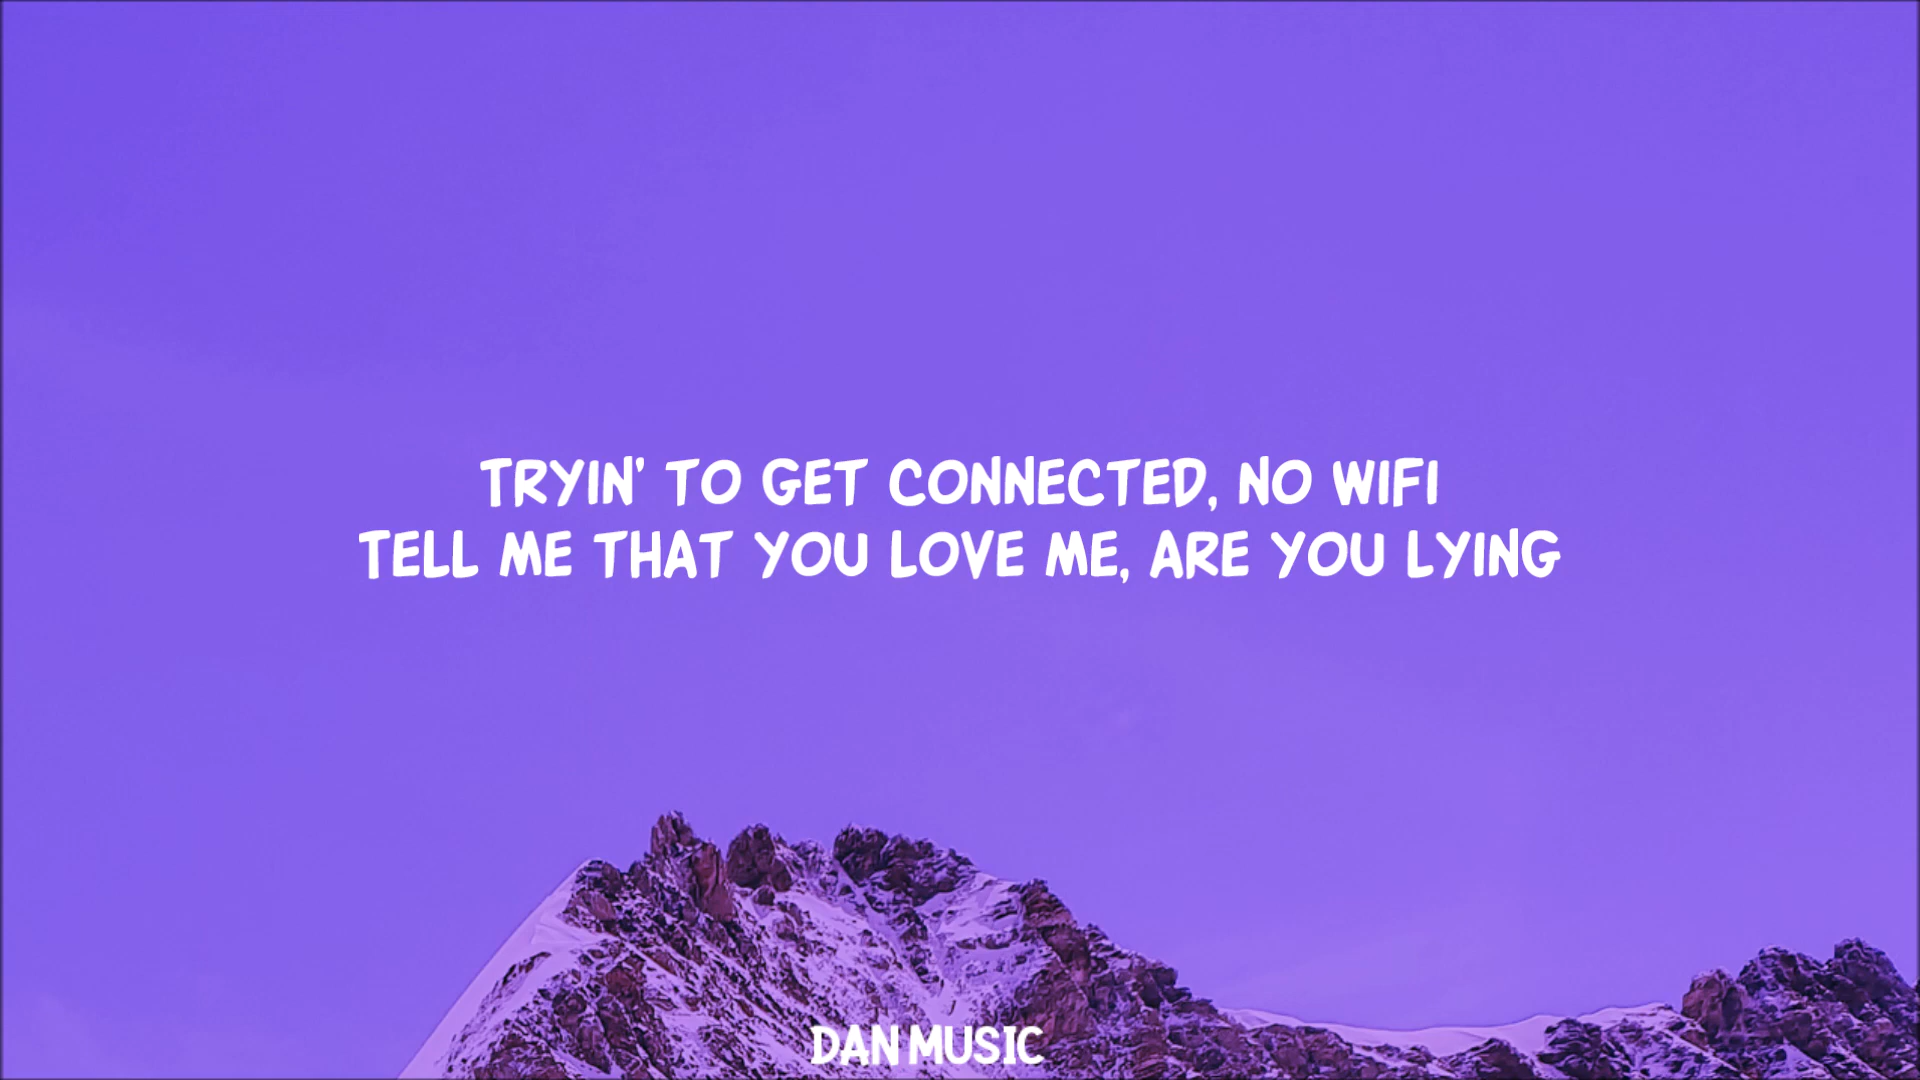 TRYIN' TO GET CONNECTED, NO WIFI
TELL ME THAT YOU LOVE ME, ARE YOU LYING
DAN MUSIC